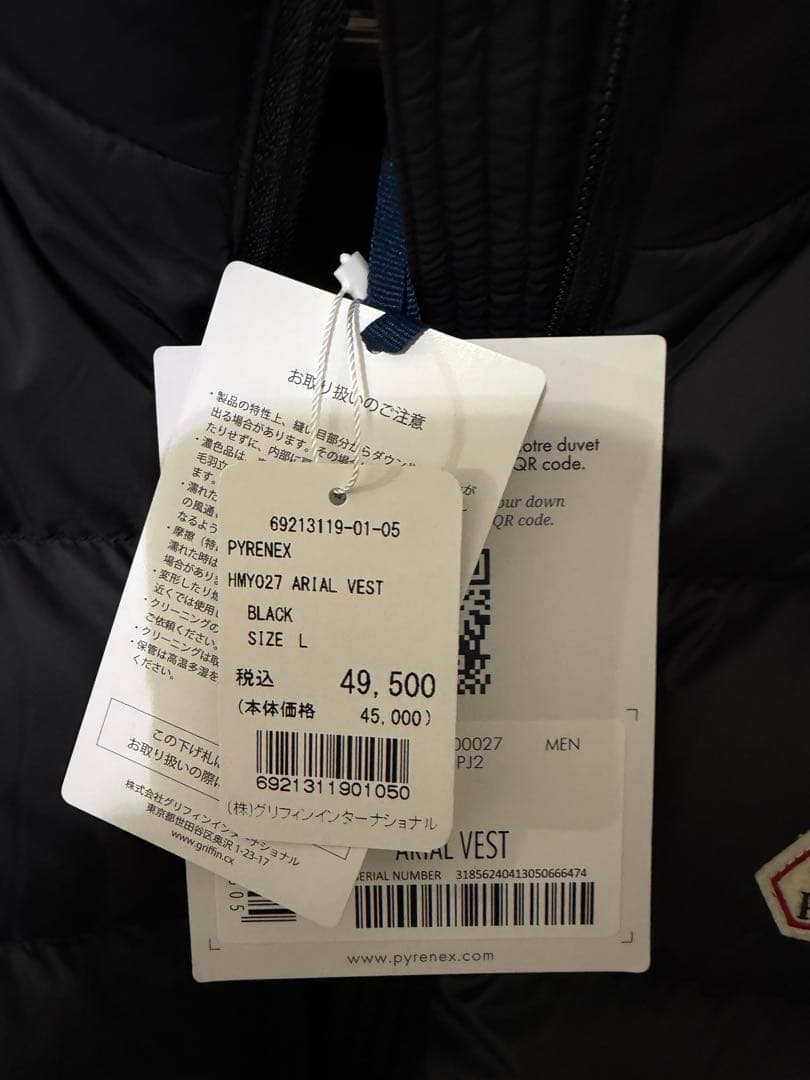 お取り扱いのご注意
・製品の特性上、縫い目部分からダウン
出る場合があります。その場
たりせずに、内部に
・濃色品は、
毛羽立
ます。
・濡れた
の風通
なるよう
・摩擦（特に
濡れた時は
場合があり
・変形したり
近くでは使用
・クリーニングの
ご依頼ください。
・クリーニングは取
・保管は高温多湿を
ください。
この下げ札は
お取り扱いの際に
株式会社グリフィンインターナショナル
東京都世田谷区奥沢 1-23-17
www.griffin.cx
69213119-01-05
PYRENEX
HMY027 ARIAL VEST
BLACK
SIZE L
税込 49,500
(本体価格 45,000)
6921311901050
(株)グリフィンインターナショナル
otre duvet
QR code.
our down
QR code.
00027 MEN
PJ2
ARIAL VEST
SERIAL NUMBER 31856240413050666474
www.pyrenex.com